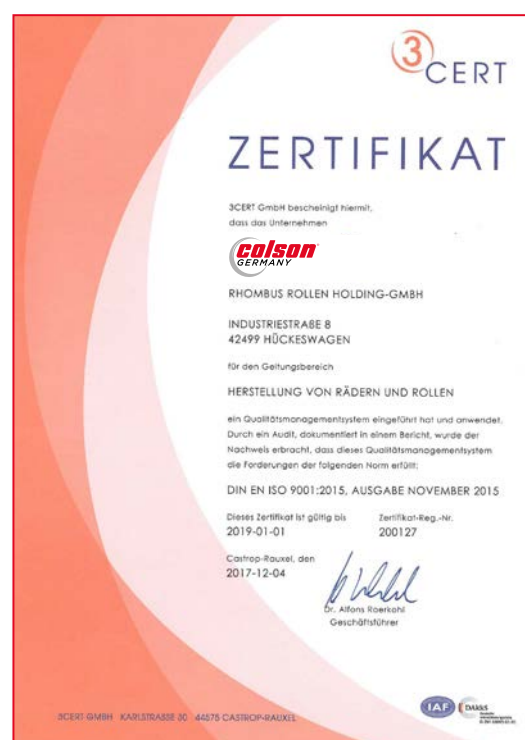 3CERT
ZERTIFIKAT
3CERT GmbH bescheinigt hiermit,
dass das Unternehmen
colson
GERMANY
RHOMBUS ROLLEN HOLDING-GMBH
INDUSTRIESTRAßE 8
42499 HÜCKESWAGEN
für den Geltungsbereich
HERSTELLUNG VON RÄDERN UND ROLLEN
ein Qualitätsmanagementsystem eingeführt hat und anwendet.
Durch ein Audit, dokumentiert in einem Bericht, wurde der
Nachweis erbracht, dass dieses Qualitätsmanagementsystem
die Forderungen der folgenden Norm erfüllt:
DIN EN ISO 9001:2015, AUSGABE NOVEMBER 2015
Dieses Zertifikat ist gültig bis Zertifikat-Reg.-Nr.
2019-01-01 200127
Castrop-Rauxel, den
2017-12-04
Dr. Alfons Roerkohl
Geschäftsführer
3CERT GMBH KARLSTRASSE 30 44575 CASTROP-RAUXEL
IAF DAkkS